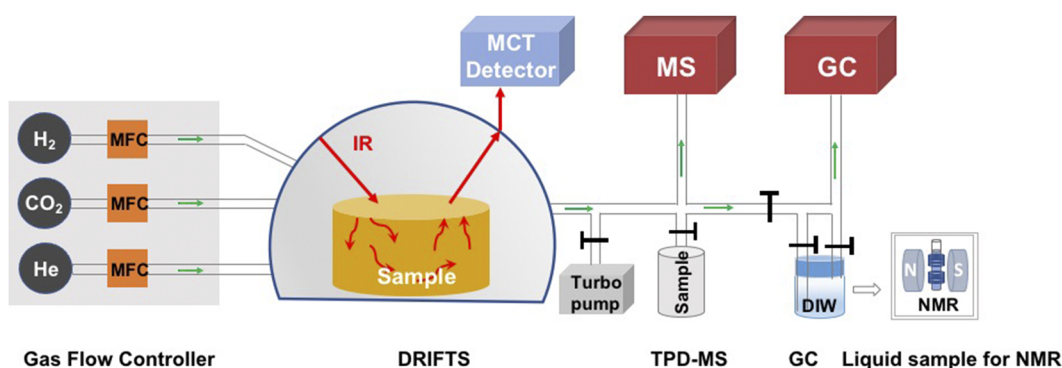 MCT
Detector
MS
GC
H₂
MFC
IR
CO₂
MFC
He
MFC
Sample
Turbo
pump
Sample
DIW
N
S
NMR
Gas Flow Controller
DRIFTS
TPD-MS
GC
Liquid sample for NMR